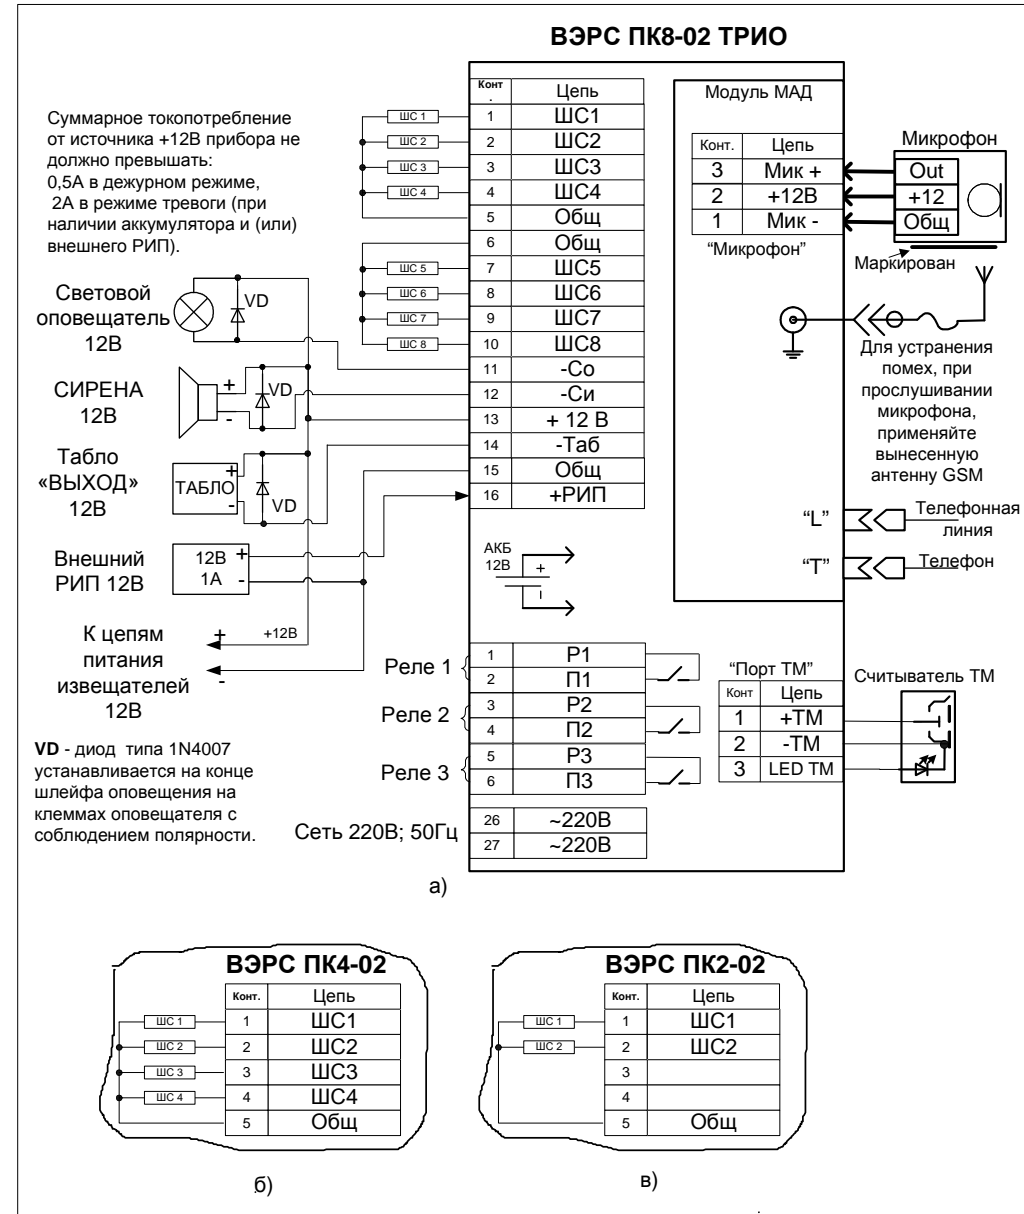 ВЭРС ПК8-02 ТРИО
Суммарное токопотребление
от источника +12В прибора не
должно превышать:
0,5А в дежурном режиме,
2А в режиме тревоги (при
наличии аккумулятора и (или)
внешнего РИП).
Конт. Цепь
ШС 1 1 ШС1
ШС 2 2 ШС2
ШС 3 3 ШС3
ШС 4 4 ШС4
5 Общ
6 Общ
ШС 5 7 ШС5
ШС 6 8 ШС6
ШС 7 9 ШС7
ШС 8 10 ШС8
11 -Со
12 -Си
13 + 12 В
14 -Таб
15 Общ
16 +РИП
Световой
оповещатель
12В
VD
СИРЕНА
12В
+
-
VD
Табло
«ВЫХОД»
12В
ТАБЛО
+
-
VD
Внешний
РИП 12В
12В +
1А -
К цепям
питания
извещателей
12В
+
+12В
-
VD - диод типа 1N4007
устанавливается на конце
шлейфа оповещения на
клеммах оповещателя с
соблюдением полярности.
АКБ
12В
+
-
Реле 1
1 Р1
2 П1
Реле 2
3 Р2
4 П2
Реле 3
5 Р3
6 П3
Сеть 220В; 50Гц
26 ~220В
27 ~220В
Модуль МАД
Конт. Цепь
3 Мик +
2 +12В
1 Мик -
“Микрофон”
Микрофон
Out
+12
Общ
Маркирован
Для устранения
помех, при
прослушивании
микрофона,
применяйте
вынесенную
антенну GSM
“L”
Телефонная
линия
“T”
Телефон
“Порт ТМ”
Конт Цепь
1 +ТМ
2 -ТМ
3 LED TM
Считыватель ТМ
а)
ВЭРС ПК4-02
Конт. Цепь
ШС 1 1 ШС1
ШС 2 2 ШС2
ШС 3 3 ШС3
ШС 4 4 ШС4
5 Общ
б)
ВЭРС ПК2-02
Конт. Цепь
ШС 1 1 ШС1
ШС 2 2 ШС2
3
4
5 Общ
в)